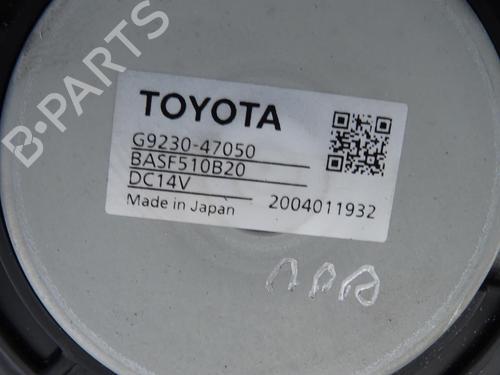 B-PARTS
TOYOTA
G9230-47050
BASF510B20
DC14V
Made in Japan 2004011932